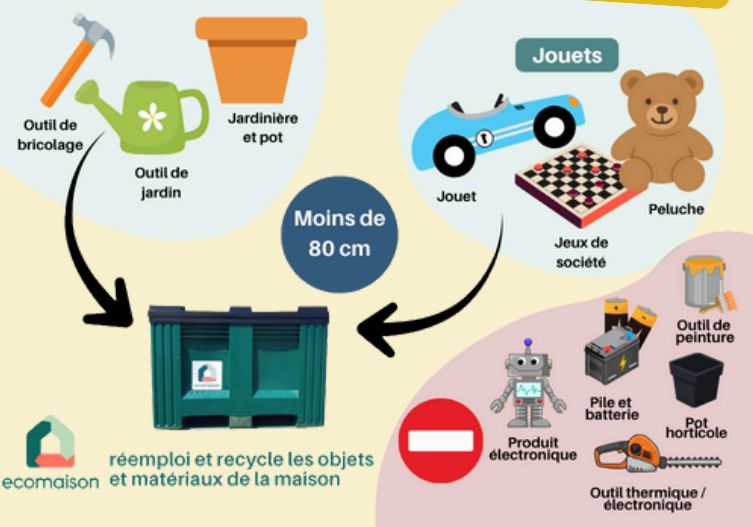 Outil de
bricolage
Outil de
jardin
Jardinière
et pot
Jouets
Jouet
Jeux de
société
Peluche
Moins de
80 cm
ecomaison
ecomaison
réemploi et recycle les objets
et matériaux de la maison
Outil de
peinture
Pile et
batterie
Pot
horticole
Produit
électronique
Outil thermique /
électronique